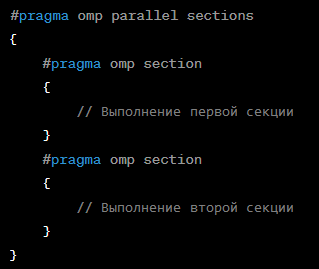 #pragma omp parallel sections
{
    #pragma omp section
    {
        // Выполнение первой секции
    }
    #pragma omp section
    {
        // Выполнение второй секции
    }
}